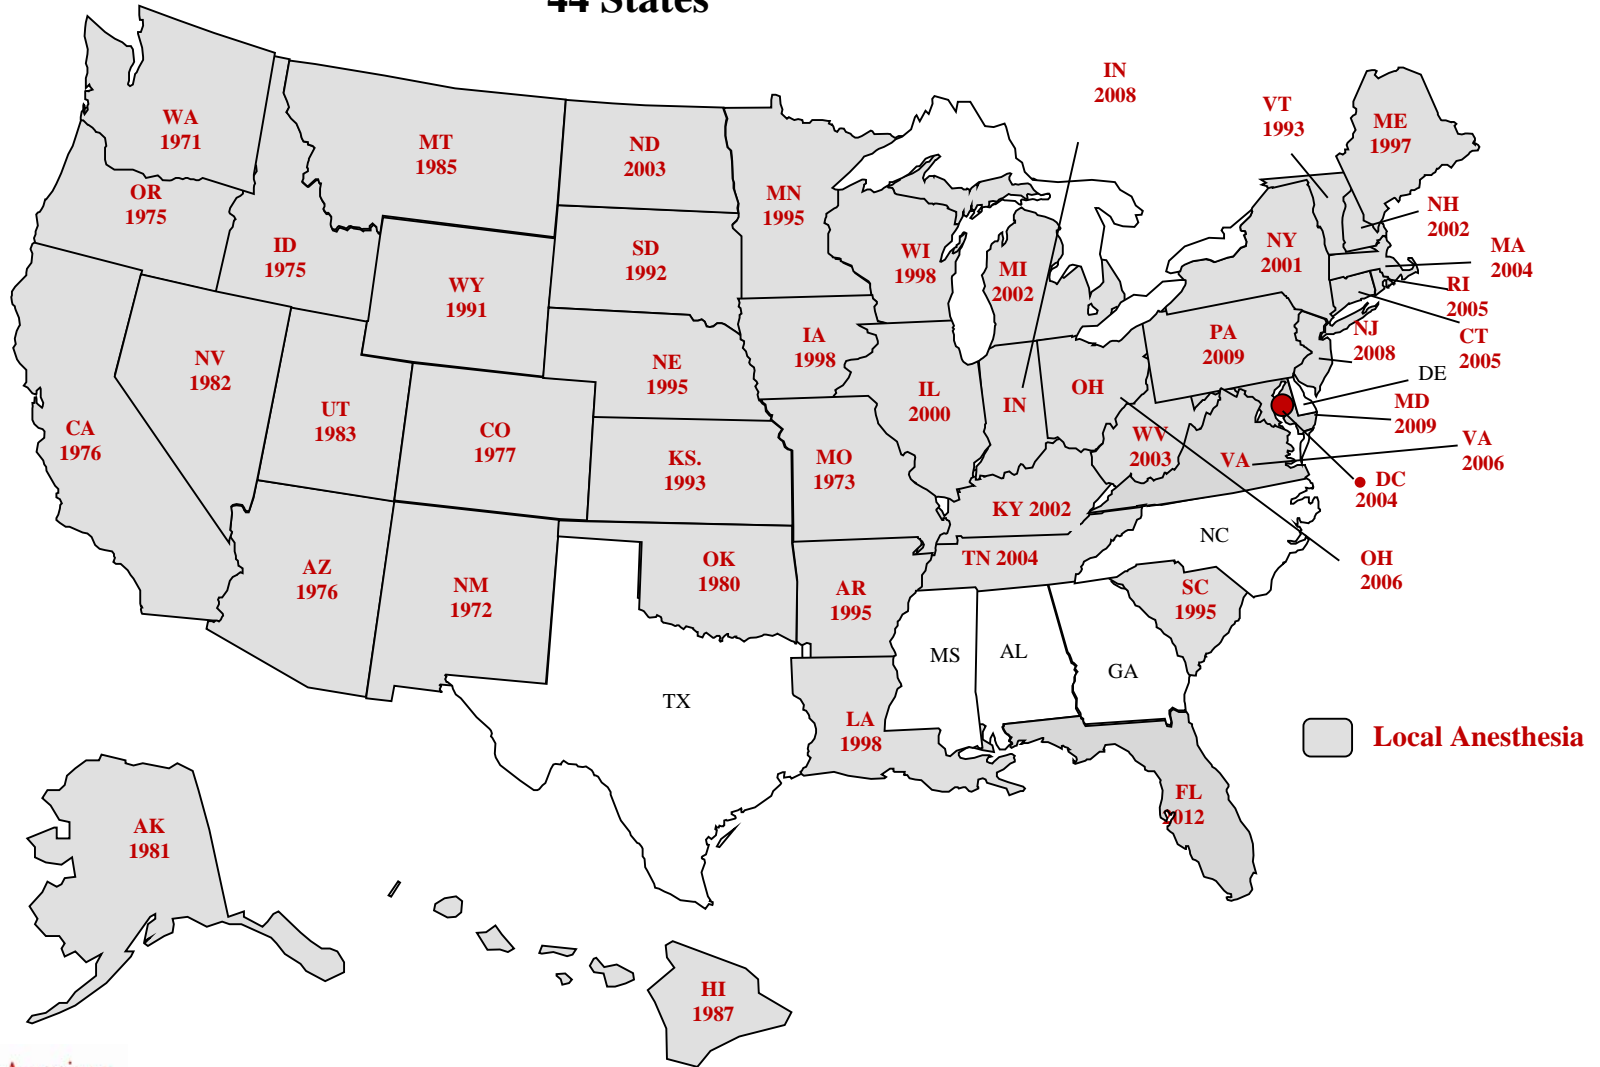 44 States
IN
2008
VT
1993
ME
1997
WA
1971
MT
1985
ND
2003
MN
1995
OR
1975
NH
2002
ID
1975
SD
1992
WI
1998
MI
2002
NY
2001
MA
2004
WY
1991
RI
2005
IA
1998
PA
2009
NJ
2008
CT
2005
NV
1982
NE
1995
DE
UT
1983
IL
2000
IN
OH
MD
2009
CA
1976
CO
1977
KS.
1993
MO
1973
WV
2003
VA
VA
2006
DC
2004
KY 2002
NC
AZ
1976
NM
1972
OK
1980
AR
1995
TN 2004
OH
2006
SC
1995
MS
AL
GA
TX
LA
1998
Local Anesthesia
FL
2012
AK
1981
HI
1987